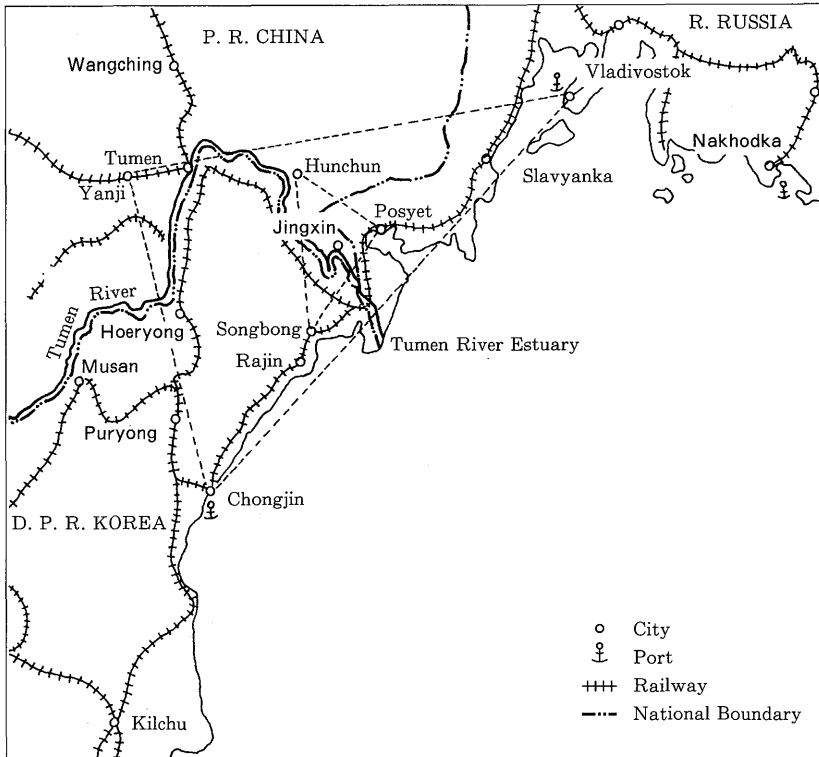 P. R. CHINA
R. RUSSIA
Wangching
Vladivostok
Tumen
Hunchun
Nakhodka
Yanji
Slavyanka
Posyet
Jingxin
Tumen River
Hoeryong
Songbong
Tumen River Estuary
Rajin
Musan
Puryong
Chongjin
D. P. R. KOREA
City
Port
Railway
National Boundary
Kilchu